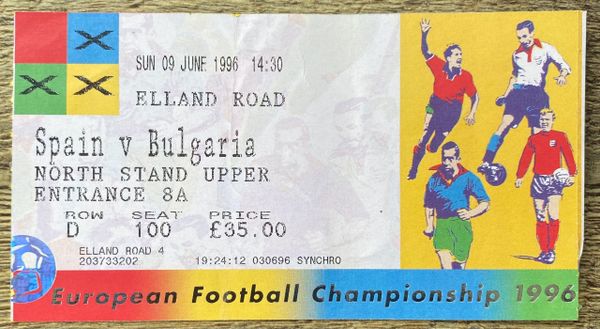 SUN 09 JUNE 1996 14:30
ELLAND ROAD
Spain v Bulgaria
NORTH STAND UPPER
ENTRANCE 8A
ROW SEAT PRICE
D 100 £35.00
ELLAND ROAD 4
203733202 19:24:12 030696 SYNCHRO
European Football Championship 1996